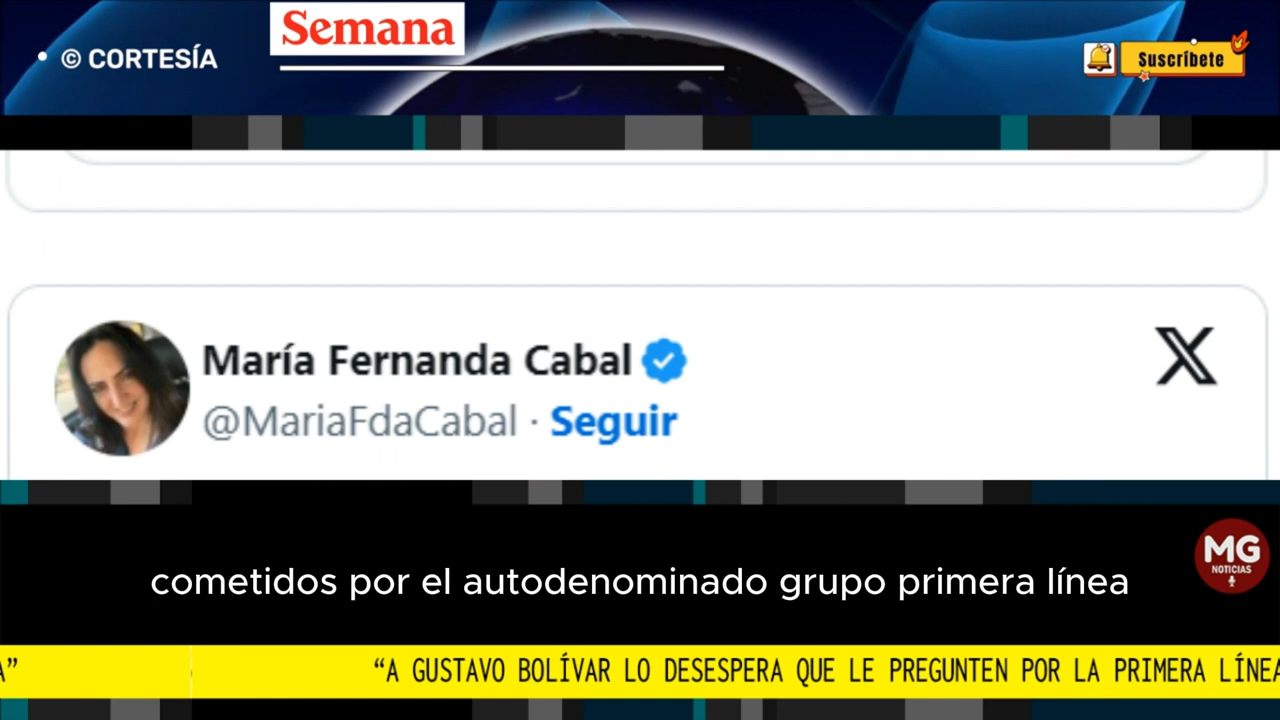 Semana
• © CORTESÍA
Suscríbete
María Fernanda Cabal
@MariaFdaCabal · Seguir
MG
NOTICIAS
cometidos por el autodenominado grupo primera línea
A” “A GUSTAVO BOLÍVAR LO DESESPERA QUE LE PREGUNTEN POR LA PRIMERA LÍNEA